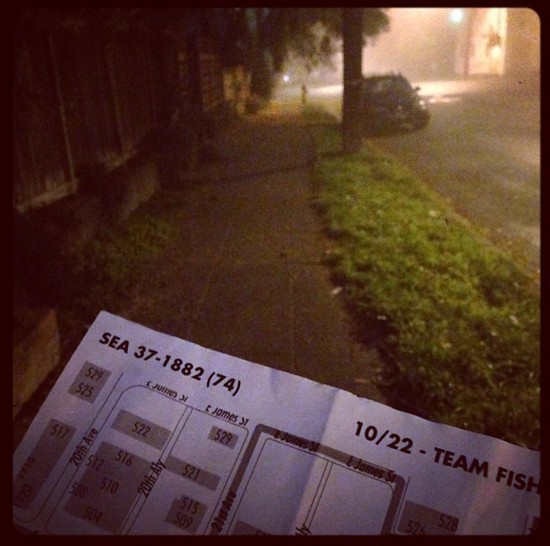 SEA 37-1882 (74)
10/22 - TEAM FISH
E James St
E James St
E James St
E James St
529
525
522
529
517
20th Ave
516
512
20th Aly
521
510
508
504
515
509
21st Ave
528
526